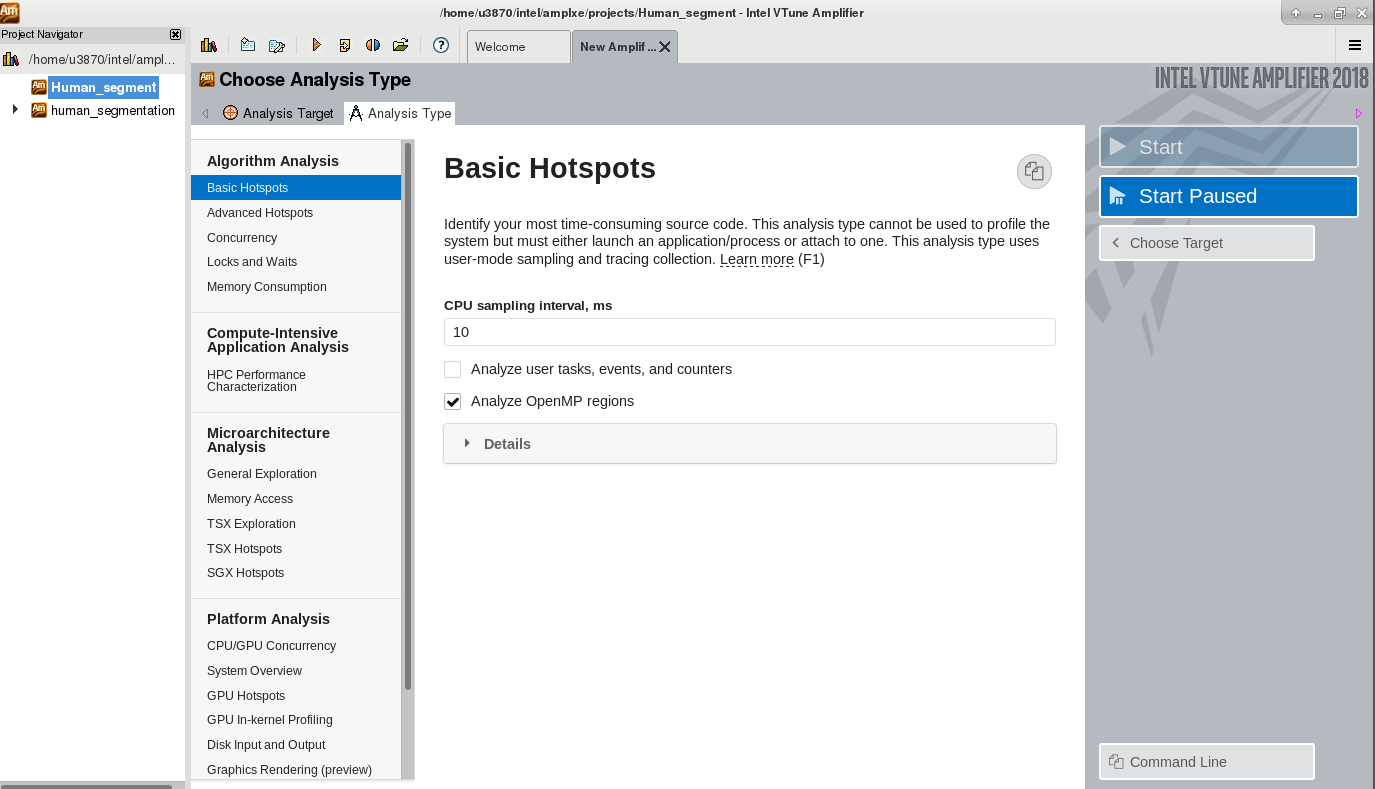 Am
/home/u3870/intel/amplxe/projects/Human_segment - Intel VTune Amplifier
Project Navigator
/home/u3870/intel/ampl...
Am Human_segment
Am human_segmentation
Welcome
New Amplif...
Am Choose Analysis Type
INTEL VTUNE AMPLIFIER 2018
Analysis Target
Analysis Type
Algorithm Analysis
Basic Hotspots
Advanced Hotspots
Concurrency
Locks and Waits
Memory Consumption
Compute-Intensive
Application Analysis
HPC Performance
Characterization
Microarchitecture
Analysis
General Exploration
Memory Access
TSX Exploration
TSX Hotspots
SGX Hotspots
Platform Analysis
CPU/GPU Concurrency
System Overview
GPU Hotspots
GPU In-kernel Profiling
Disk Input and Output
Graphics Rendering (preview)
Basic Hotspots
Identify your most time-consuming source code. This analysis type cannot be used to profile the
system but must either launch an application/process or attach to one. This analysis type uses
user-mode sampling and tracing collection. Learn more (F1)
CPU sampling interval, ms
10
Analyze user tasks, events, and counters
Analyze OpenMP regions
Details
Start
Start Paused
Choose Target
Command Line